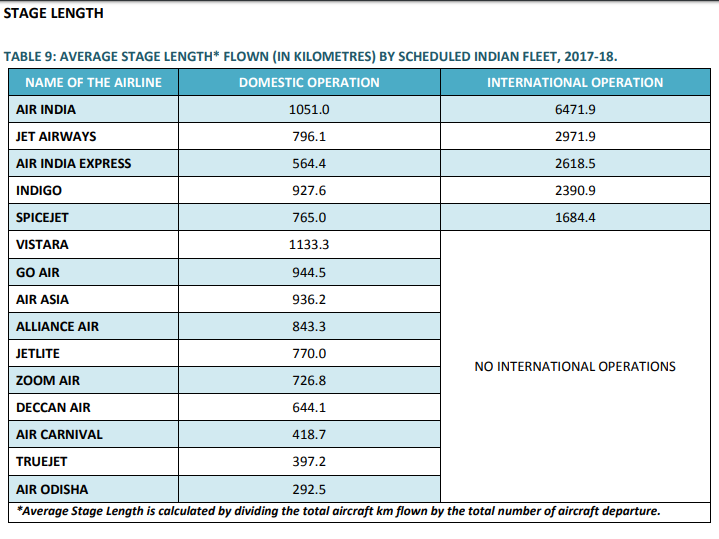 STAGE LENGTH
TABLE 9: AVERAGE STAGE LENGTH* FLOWN (IN KILOMETRES) BY SCHEDULED INDIAN FLEET, 2017-18.
NAME OF THE AIRLINE DOMESTIC OPERATION INTERNATIONAL OPERATION
AIR INDIA 1051.0 6471.9
JET AIRWAYS 796.1 2971.9
AIR INDIA EXPRESS 564.4 2618.5
INDIGO 927.6 2390.9
SPICEJET 765.0 1684.4
VISTARA 1133.3
GO AIR 944.5
AIR ASIA 936.2
ALLIANCE AIR 843.3
JETLITE 770.0
NO INTERNATIONAL OPERATIONS
ZOOM AIR 726.8
DECCAN AIR 644.1
AIR CARNIVAL 418.7
TRUEJET 397.2
AIR ODISHA 292.5
*Average Stage Length is calculated by dividing the total aircraft km flown by the total number of aircraft departure.